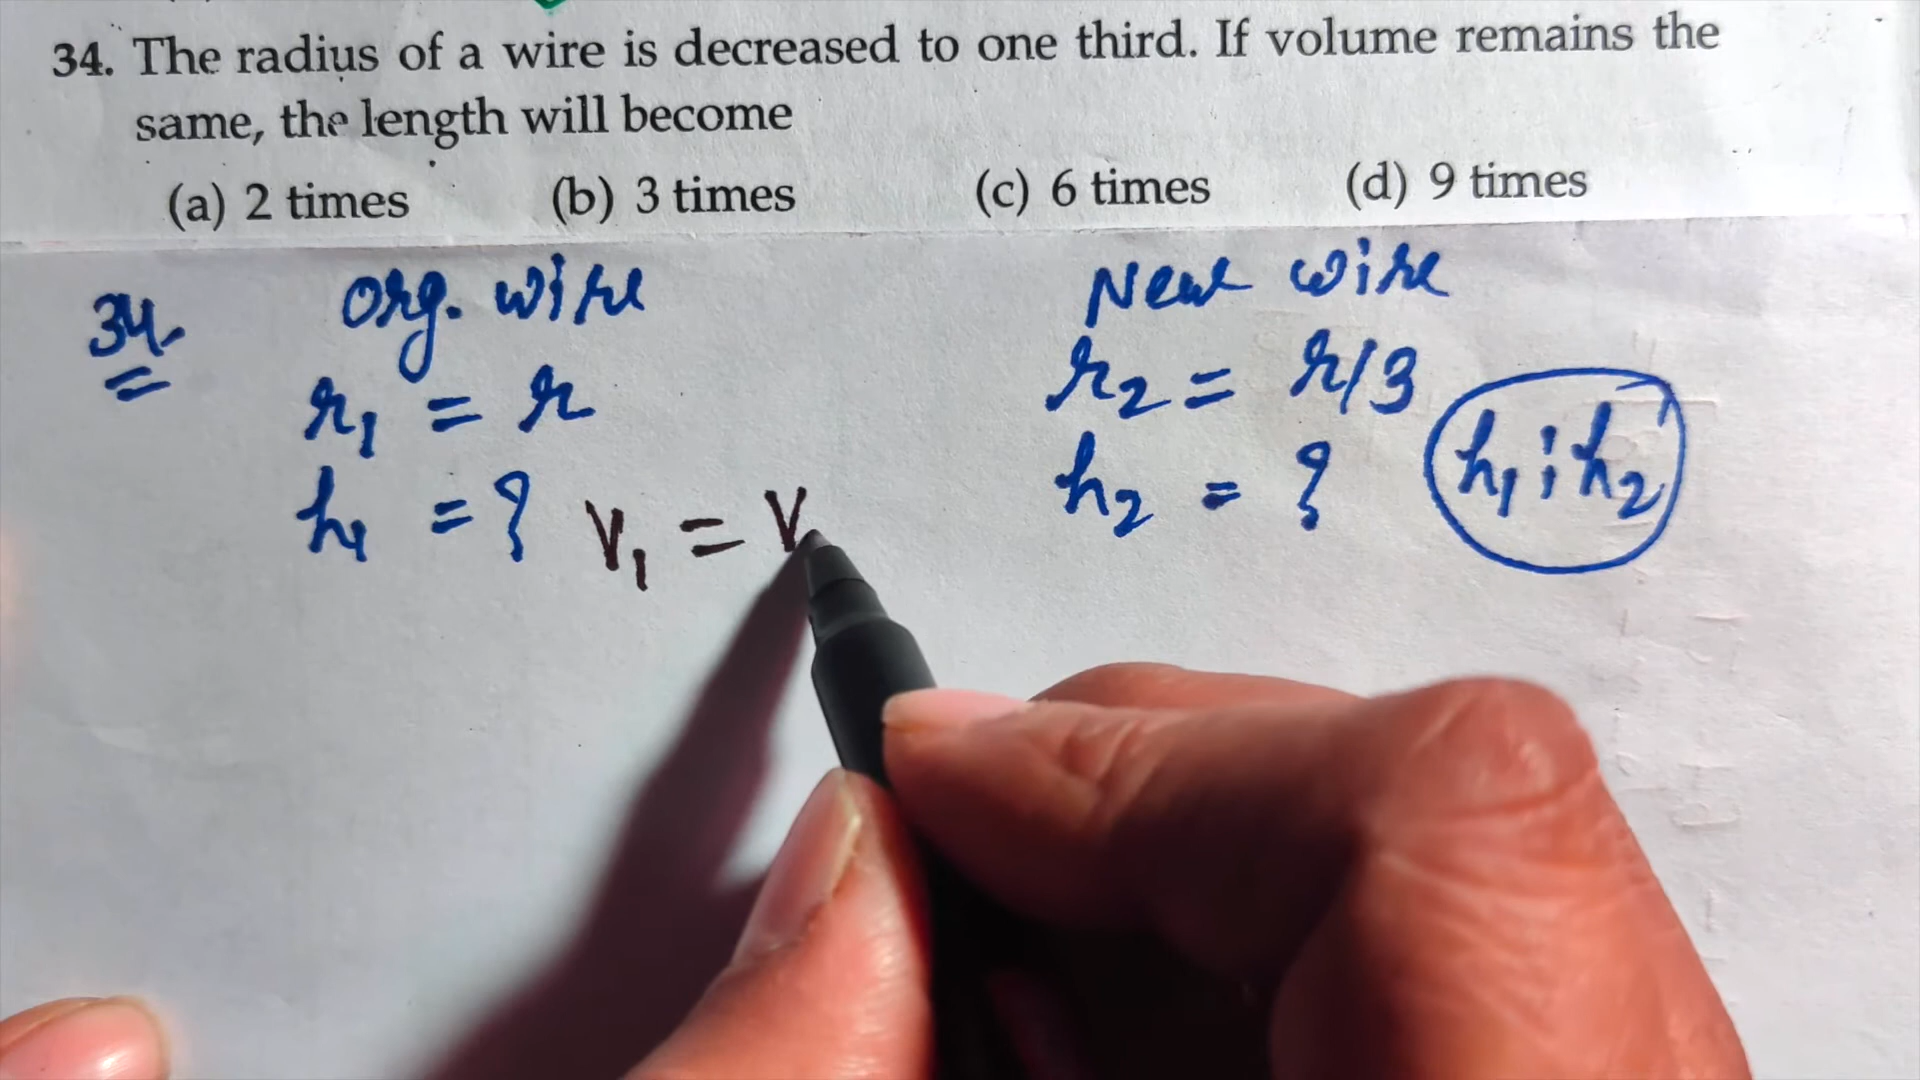 34. The radius of a wire is decreased to one third. If volume remains the
same, the length will become
(a) 2 times (b) 3 times (c) 6 times (d) 9 times
34. Org. wire New wire
r1 = r r2 = r/3
h1 = ? V1 = V h2 = ? h1 : h2